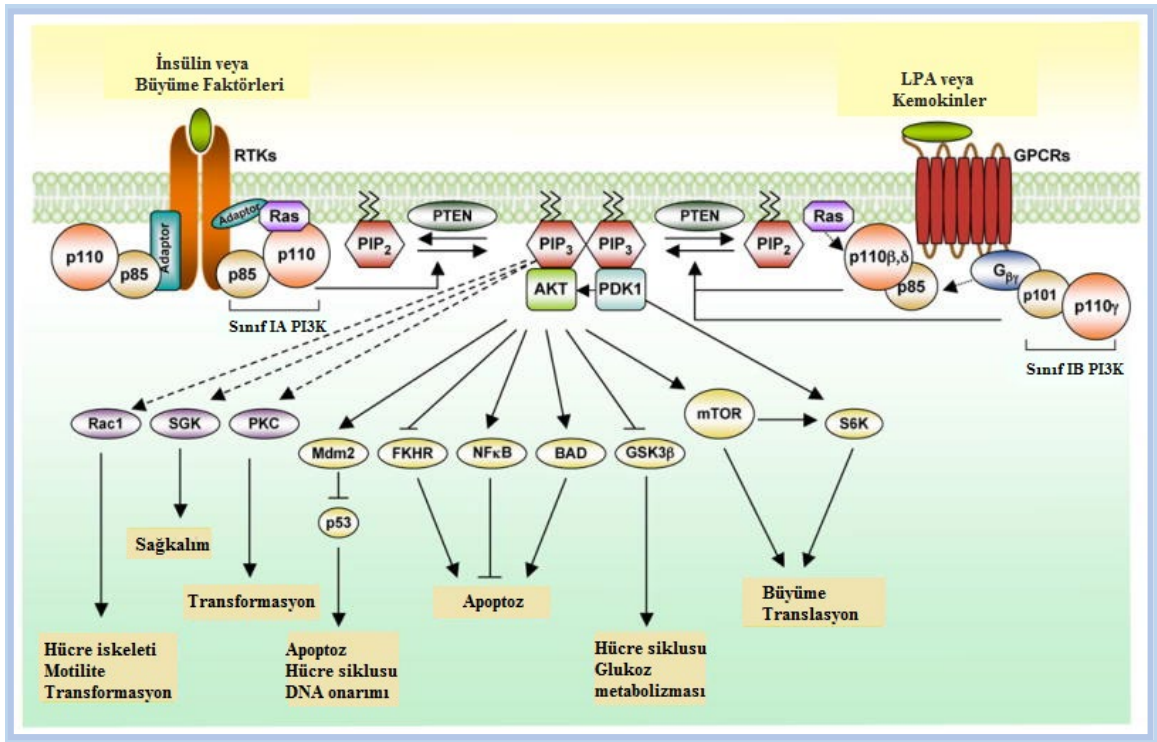 İnsülin veya
Büyüme Faktörleri
LPA veya
Kemokinler
RTKs
GPCRs
Adaptor
Ras
p110
p85
Adaptor
p85
p110
Sınıf IA PI3K
PIP2
PTEN
PIP3
PIP3
AKT
PDK1
PTEN
PIP2
Ras
p110β,δ
p85
Gβγ
p101
p110γ
Sınıf IB PI3K
Rac1
SGK
PKC
Mdm2
FKHR
NFκB
BAD
GSK3β
mTOR
S6K
p53
Sağkalım
Transformasyon
Apoptoz
Büyüme
Translasyon
Hücre iskeleti
Motilite
Transformasyon
Apoptoz
Hücre siklusu
DNA onarımı
Hücre siklusu
Glukoz
metabolizması